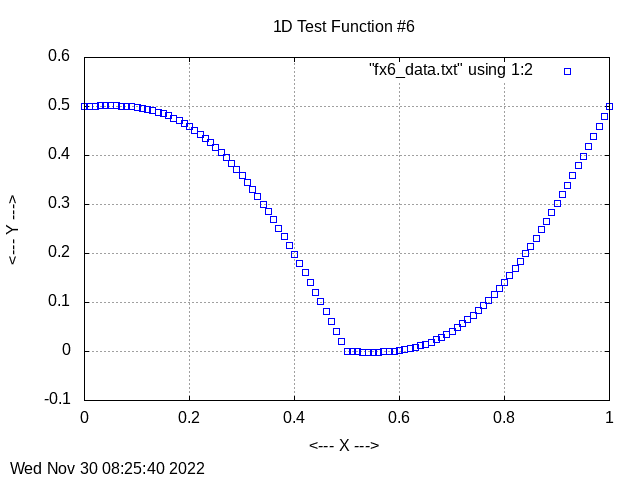 1D Test Function #6
"fx6_data.txt" using 1:2
<--- Y --->
0.6
0.5
0.4
0.3
0.2
0.1
0
-0.1
0 0.2 0.4 0.6 0.8 1
<--- X --->
Wed Nov 30 08:25:40 2022